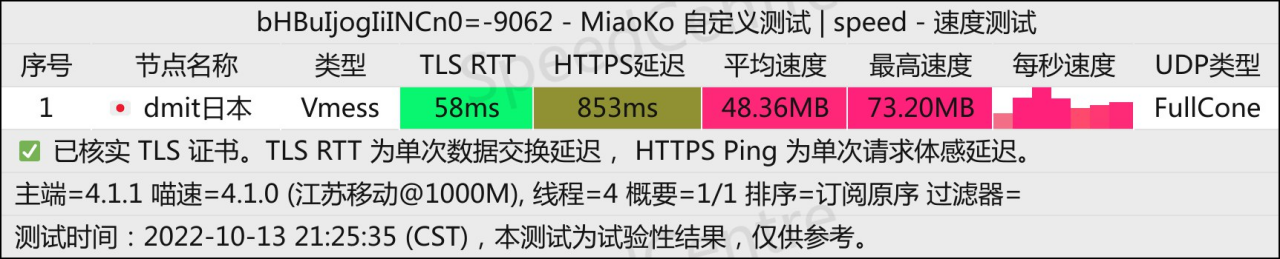 bHBuIjogIiINCn0=-9062 - MiaoKo 自定义测试 | speed - 速度测试
序号 节点名称 类型 TLS RTT HTTPS延迟 平均速度 最高速度 每秒速度 UDP类型
1 dmit日本 Vmess 58ms 853ms 48.36MB 73.20MB FullCone
已核实 TLS 证书。TLS RTT 为单次数据交换延迟 ，HTTPS Ping 为单次请求体感延迟。
主端=4.1.1 喵速=4.1.0 (江苏移动@1000M), 线程=4 概要=1/1 排序=订阅原序 过滤器=
测试时间：2022-10-13 21:25:35 (CST)，本测试为试验性结果，仅供参考。